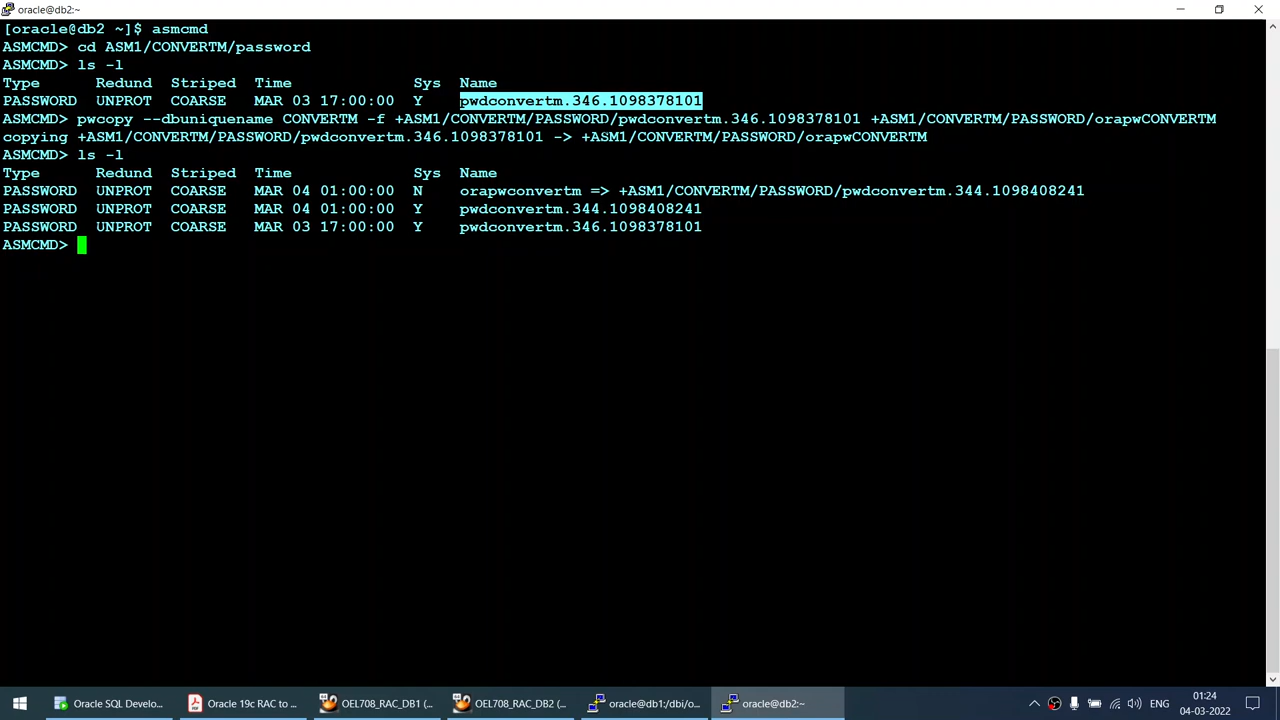 oracle@db2:~
[oracle@db2 ~]$ asmcmd
ASMCMD> cd ASM1/CONVERTM/password
ASMCMD> ls -l
Type Redund Striped Time Sys Name
PASSWORD UNPROT COARSE MAR 03 17:00:00 Y pwdconvertm.346.1098378101
ASMCMD> pwcopy --dbuniquename CONVERTM -f +ASM1/CONVERTM/PASSWORD/pwdconvertm.346.1098378101 +ASM1/CONVERTM/PASSWORD/orapwCONVERTM
copying +ASM1/CONVERTM/PASSWORD/pwdconvertm.346.1098378101 -> +ASM1/CONVERTM/PASSWORD/orapwCONVERTM
ASMCMD> ls -l
Type Redund Striped Time Sys Name
PASSWORD UNPROT COARSE MAR 04 01:00:00 N orapwconvertm => +ASM1/CONVERTM/PASSWORD/pwdconvertm.344.1098408241
PASSWORD UNPROT COARSE MAR 04 01:00:00 Y pwdconvertm.344.1098408241
PASSWORD UNPROT COARSE MAR 03 17:00:00 Y pwdconvertm.346.1098378101
ASMCMD>
Oracle SQL Develo... Oracle 19c RAC to ... OEL708_RAC_DB1 (... OEL708_RAC_DB2 (... oracle@db1:/dbi/o... oracle@db2:~ ENG 01:24
04-03-2022